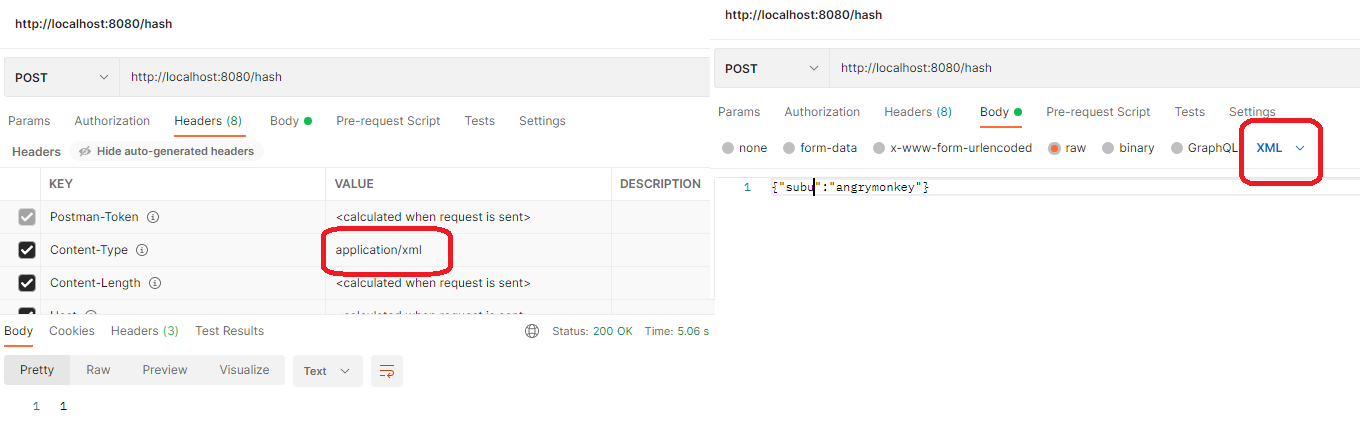 http://localhost:8080/hash
POST http://localhost:8080/hash
Params Authorization Headers (8) Body Pre-request Script Tests Settings
Headers Hide auto-generated headers
KEY VALUE DESCRIPTION
Postman-Token <calculated when request is sent>
Content-Type application/xml
Content-Length <calculated when request is sent>
Body Cookies Headers (3) Test Results Status: 200 OK Time: 5.06 s
Pretty Raw Preview Visualize Text
1 1
http://localhost:8080/hash
POST http://localhost:8080/hash
Params Authorization Headers (8) Body Pre-request Script Tests Settings
none form-data x-www-form-urlencoded raw binary GraphQL XML
1 {"subu":"angrymonkey"}